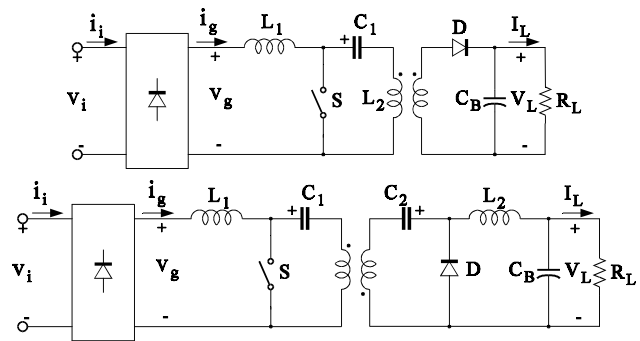 i_i i_g L_1 C_1 D I_L
+ + + +
v_i v_g S L_2 C_B V_L R_L
- - -
i_i i_g L_1 C_1 C_2 L_2 I_L
+ + + + +
v_i v_g S D C_B V_L R_L
- - -